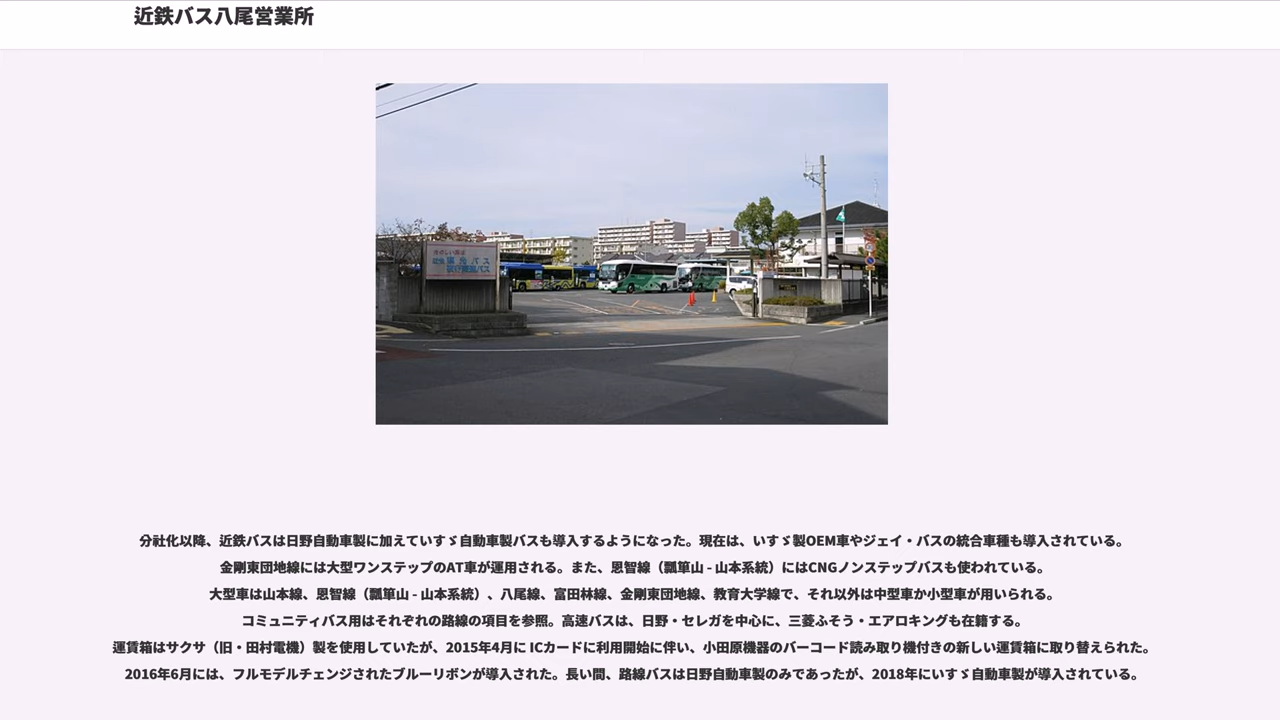 近鉄バス八尾営業所
分社化以降、近鉄バスは日野自動車製に加えていすゞ自動車製バスも導入するようになった。現在は、いすゞ製OEM車やジェイ・バスの統合車種も導入されている。
金剛東団地線には大型ワンステップのAT車が運用される。また、恩智線（瓢箪山 - 山本系統）にはCNGノンステップバスも使われている。
大型車は山本線、恩智線（瓢箪山 - 山本系統）、八尾線、富田林線、金剛東団地線、教育大学線で、それ以外は中型車か小型車が用いられる。
コミュニティバス用はそれぞれの路線の項目を参照。高速バスは、日野・セレガを中心に、三菱ふそう・エアロキングも在籍する。
運賃箱はサクサ（旧・田村電機）製を使用していたが、2015年4月に ICカードに利用開始に伴い、小田原機器のバーコード読み取り機付きの新しい運賃箱に取り替えられた。
2016年6月には、フルモデルチェンジされたブルーリボンが導入された。長い間、路線バスは日野自動車製のみであったが、2018年にいすゞ自動車製が導入されている。